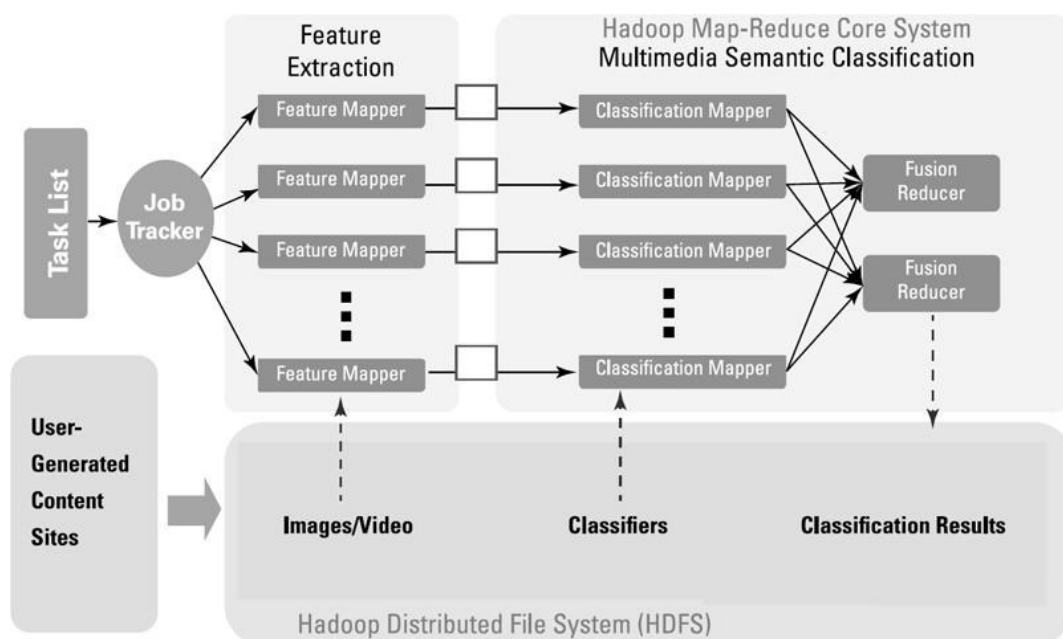 Feature
Extraction
Hadoop Map-Reduce Core System
Multimedia Semantic Classification
Task List
Job
Tracker
Feature Mapper
Feature Mapper
Feature Mapper
Feature Mapper
Classification Mapper
Classification Mapper
Classification Mapper
Classification Mapper
Fusion
Reducer
Fusion
Reducer
User-
Generated
Content
Sites
Images/Video
Classifiers
Classification Results
Hadoop Distributed File System (HDFS)